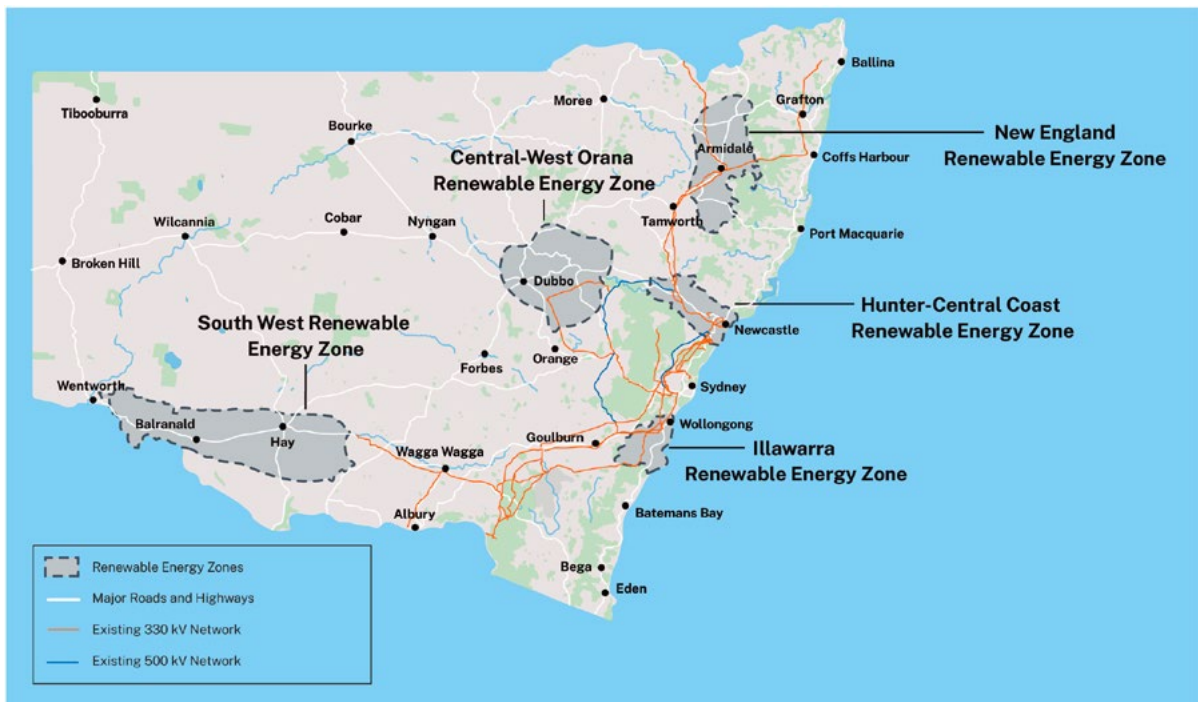 Ballina
Tibooburra
Moree
Grafton
Bourke
New England
Renewable Energy Zone
Armidale
Coffs Harbour
Central-West Orana
Renewable Energy Zone
Tamworth
Wilcannia
Cobar
Nyngan
Port Macquarie
Broken Hill
Dubbo
Hunter-Central Coast
Renewable Energy Zone
South West Renewable
Energy Zone
Newcastle
Orange
Forbes
Wentworth
Sydney
Balranald
Hay
Wollongong
Goulburn
Wagga Wagga
Illawarra
Renewable Energy Zone
Albury
Batemans Bay
Bega
Eden
Renewable Energy Zones
Major Roads and Highways
Existing 330 kV Network
Existing 500 kV Network